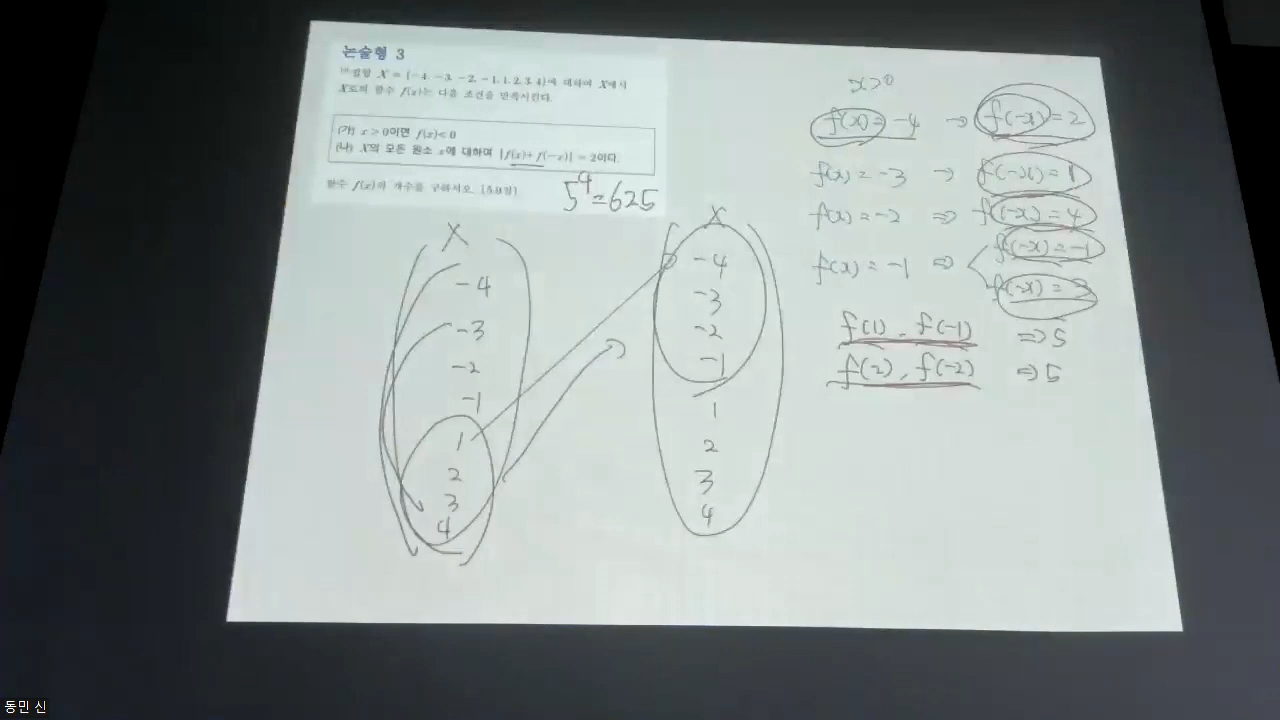 논술형 3
집합 X = {-4, -3, -2, -1, 1, 2, 3, 4}에 대하여 X에서
X로의 함수 f(x)는 다음 조건을 만족시킨다.
(가) x > 0이면 f(x) < 0
(나) X의 모든 원소 x에 대하여 |f(x)+f(-x)| = 2이다.
함수 f(x)의 개수를 구하시오. [5.0점]
5⁴=625
X
-4
-3
-2
-1
1
2
3
4
X
-4
-3
-2
-1
1
2
3
4
x>0
f(x) = -4 → f(-x) = 2
f(x) = -3 → f(-x) = 1
f(x) = -2 ⇒ f(-x) = 4
f(x) = -1 ⇒ f(-x) = -1
f(-x) = 3
f(1), f(-1) ⇒ 5
f(2), f(-2) ⇒ 5
동민 신